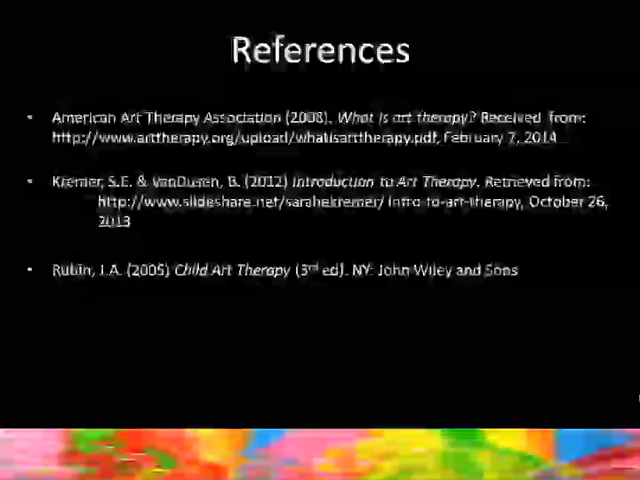 References
• American Art Therapy Association (2008). What is art therapy? Received from:
http://www.arttherapy.org/upload/whatisarttherapy.pdf, February 7, 2014
• Kremer, S.E. & VanDusen, B. (2012) Introduction to Art Therapy. Retrieved from:
http://www.slideshare.net/sarahekremer/ intro-to-art-therapy, October 26,
2013
• Rubin, J.A. (2005) Child Art Therapy (3rd ed). NY: John Wiley and Sons